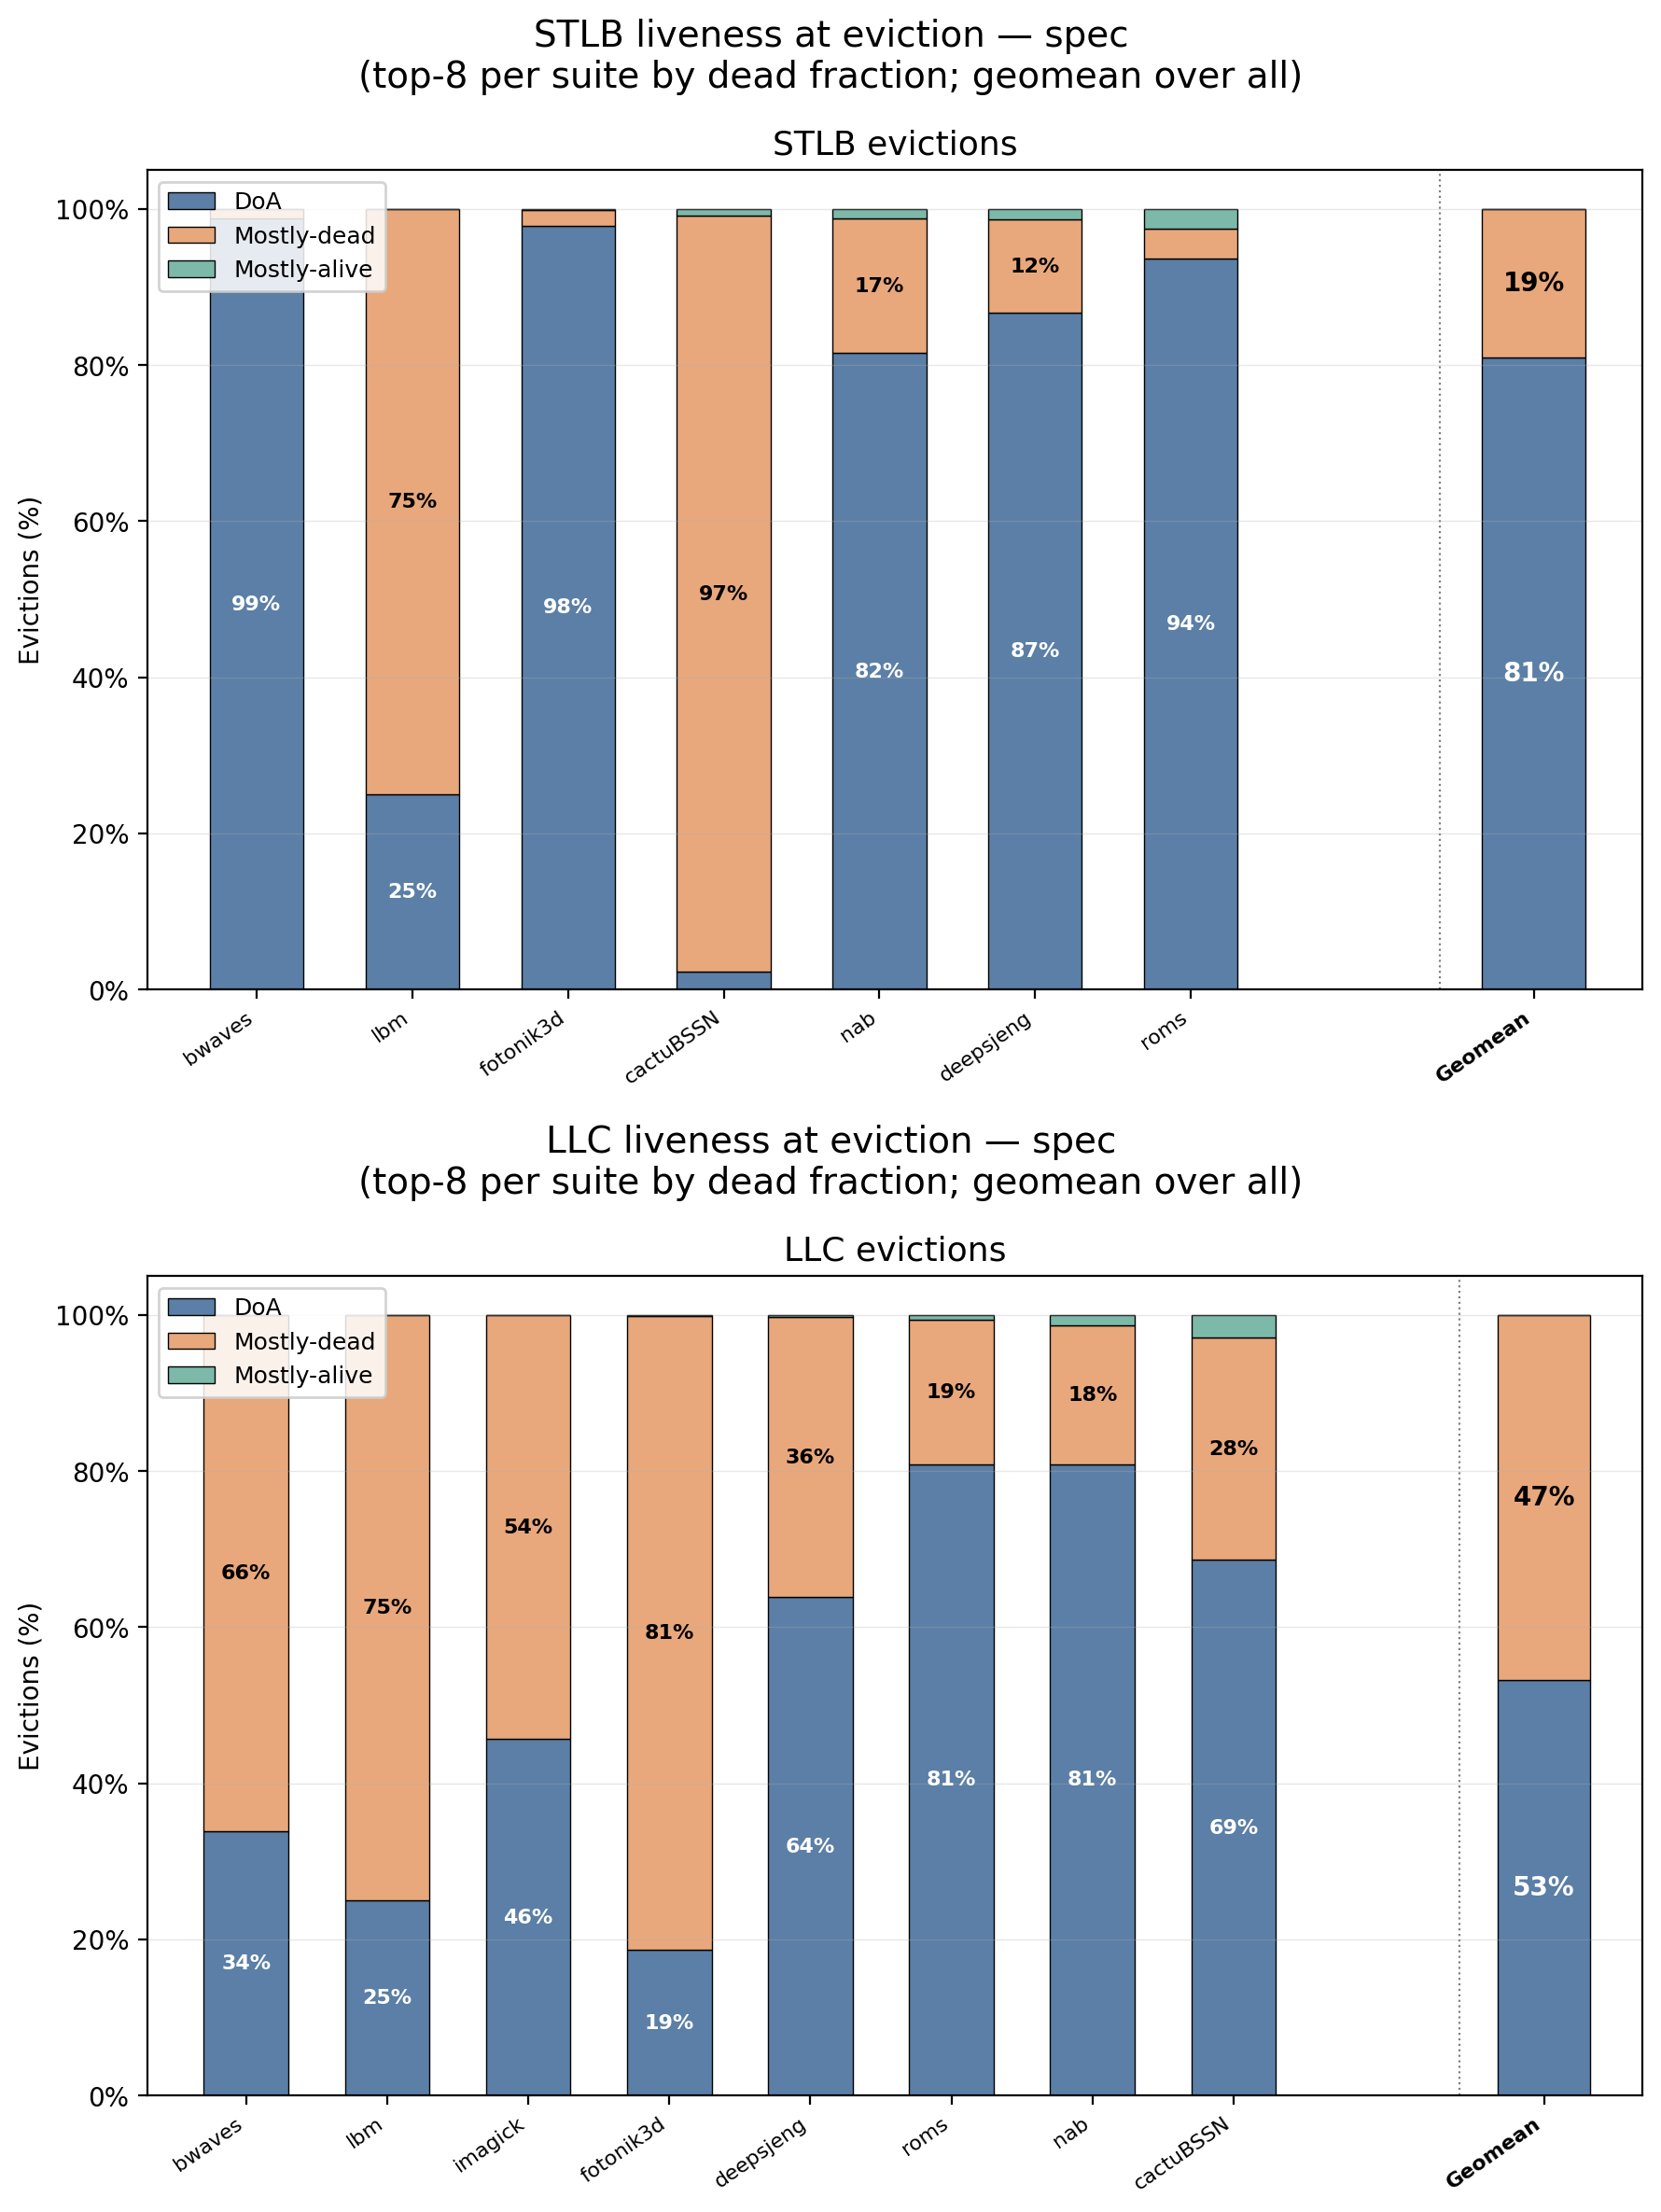 STLB liveness at eviction — spec
(top-8 per suite by dead fraction; geomean over all)
STLB evictions
DoA
Mostly-dead
Mostly-alive
Evictions (%)
100%
80%
60%
40%
20%
0%
99%
75%
25%
98%
97%
17%
82%
12%
87%
94%
19%
81%
bwaves
lbm
fotonik3d
cactuBSSN
nab
deepsjeng
roms
Geomean
LLC liveness at eviction — spec
(top-8 per suite by dead fraction; geomean over all)
LLC evictions
DoA
Mostly-dead
Mostly-alive
Evictions (%)
100%
80%
60%
40%
20%
0%
66%
34%
75%
25%
54%
46%
81%
19%
36%
64%
19%
81%
18%
81%
28%
69%
47%
53%
bwaves
lbm
imagick
fotonik3d
deepsjeng
roms
nab
cactuBSSN
Geomean